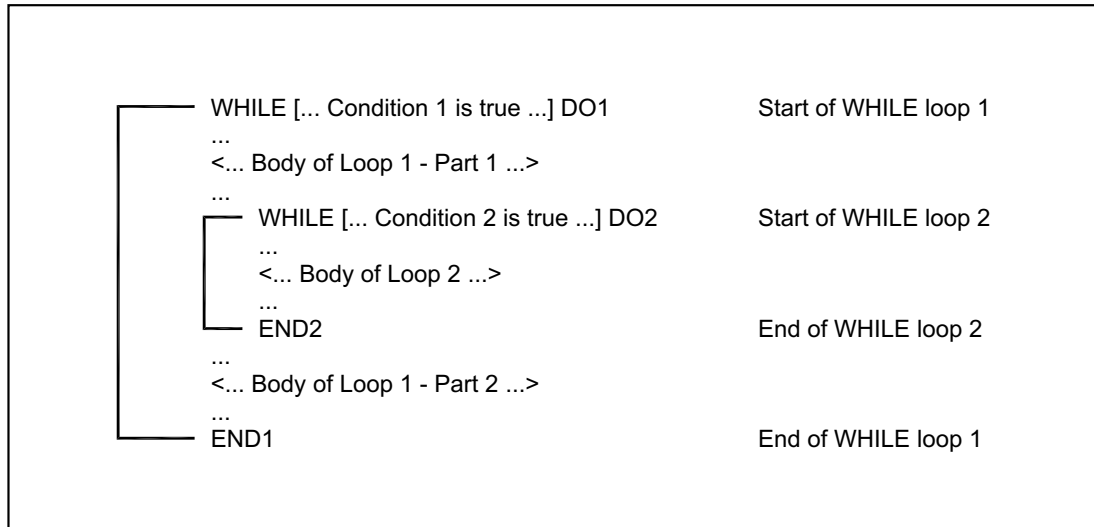 WHILE [... Condition 1 is true ...] DO1 Start of WHILE loop 1
...
<... Body of Loop 1 - Part 1 ...>
...
WHILE [... Condition 2 is true ...] DO2 Start of WHILE loop 2
...
<... Body of Loop 2 ...>
...
END2 End of WHILE loop 2
...
<... Body of Loop 1 - Part 2 ...>
...
END1 End of WHILE loop 1